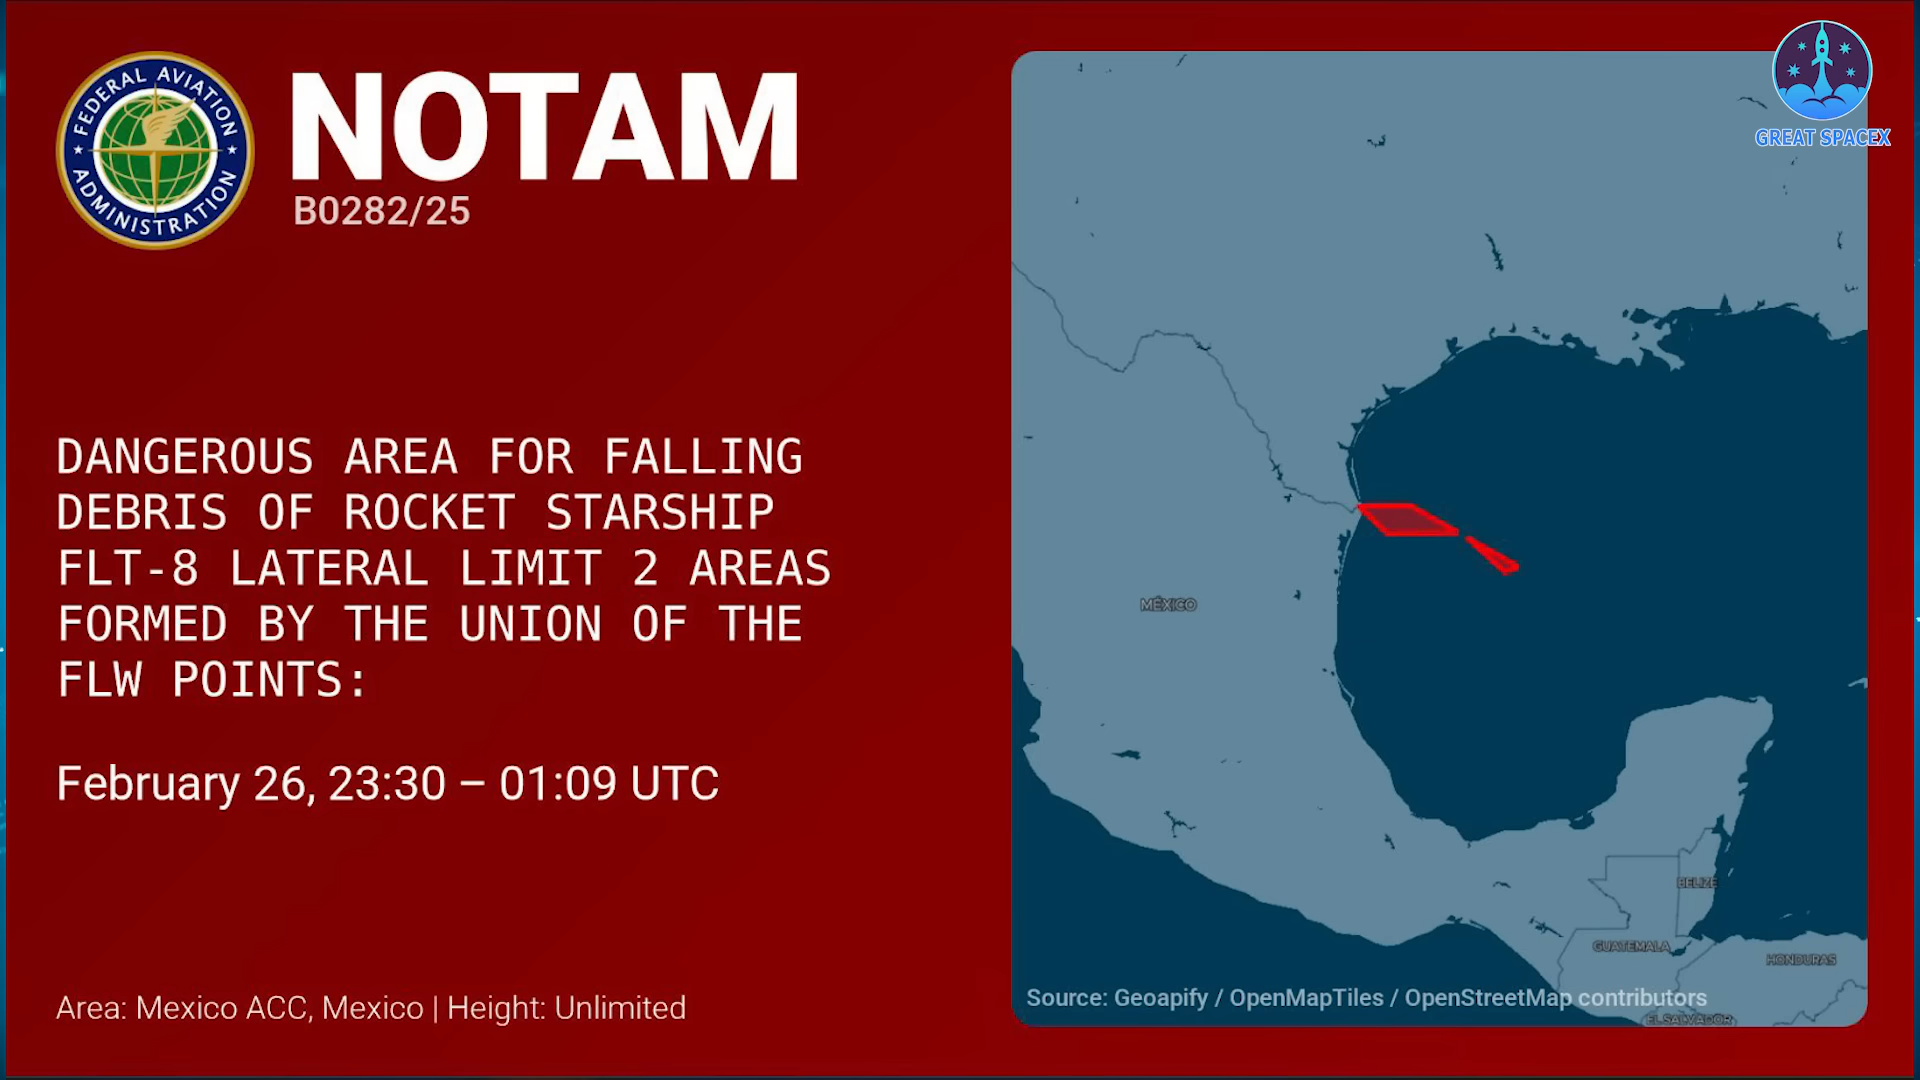 FEDERAL AVIATION
ADMINISTRATION
NOTAM
B0282/25
DANGEROUS AREA FOR FALLING
DEBRIS OF ROCKET STARSHIP
FLT-8 LATERAL LIMIT 2 AREAS
FORMED BY THE UNION OF THE
FLW POINTS:
February 26, 23:30 – 01:09 UTC
Area: Mexico ACC, Mexico | Height: Unlimited
GREAT SPACEX
MÉXICO
BELIZE
GUATEMALA
HONDURAS
Source: Geoapify / OpenMapTiles / OpenStreetMap contributors
EL SALVADOR